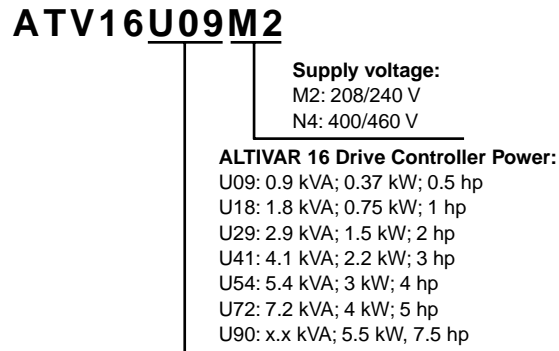 ATV16U09M2
Supply voltage:
M2: 208/240 V
N4: 400/460 V
ALTIVAR 16 Drive Controller Power:
U09: 0.9 kVA; 0.37 kW; 0.5 hp
U18: 1.8 kVA; 0.75 kW; 1 hp
U29: 2.9 kVA; 1.5 kW; 2 hp
U41: 4.1 kVA; 2.2 kW; 3 hp
U54: 5.4 kVA; 3 kW; 4 hp
U72: 7.2 kVA; 4 kW; 5 hp
U90: x.x kVA; 5.5 kW, 7.5 hp